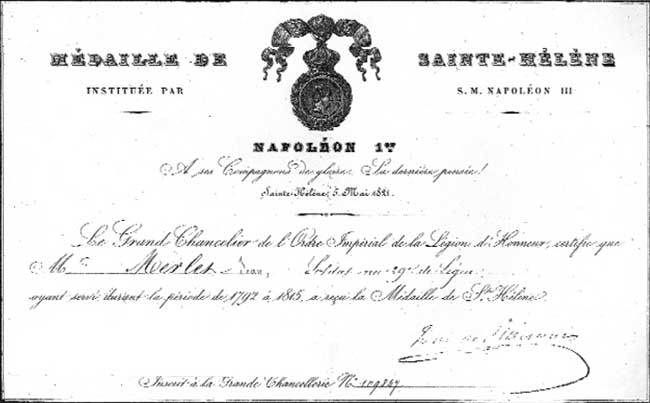 MÉDAILLE DE SAINTE-HÉLÈNE
INSTITUÉE PAR S. M. NAPOLÉON III
NAPOLÉON 1er
A ses Compagnons de gloire, Sa dernière pensée!
Sainte-Hélène, 5 Mai 1821.
Le Grand Chancelier de l'Ordre Impérial de la Légion d'Honneur, certifie que
M. Merlet Jean, Soldat au 29e de ligne
ayant servi durant la période de 1792 à 1815, a reçu la Médaille de Ste Hélène.
Inscrit à la Grande Chancellerie No